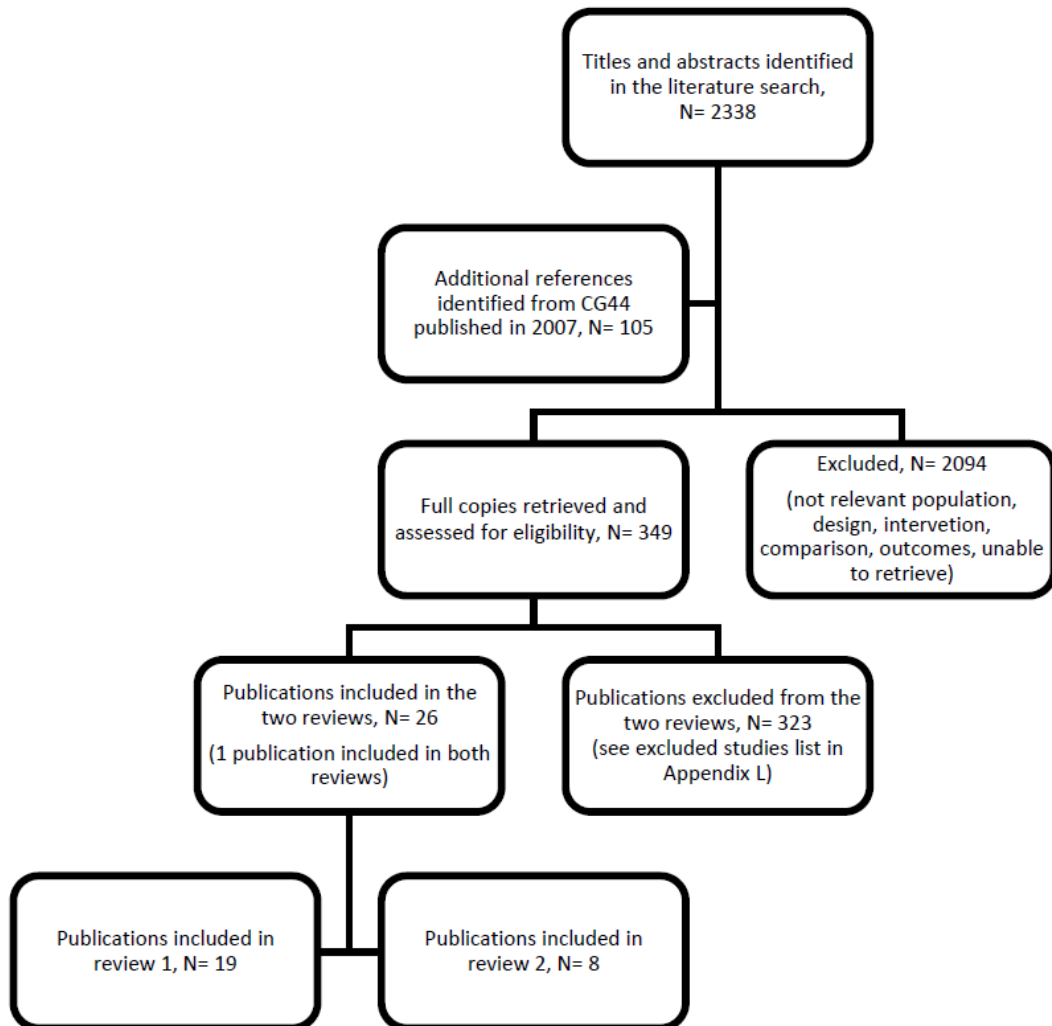 Titles and abstracts identified
in the literature search,
N= 2338
Additional references
identified from CG44
published in 2007, N= 105
Full copies retrieved and
assessed for eligibility, N= 349
Excluded, N= 2094
(not relevant population,
design, intervetion,
comparison, outcomes, unable
to retrieve)
Publications included in the
two reviews, N= 26
(1 publication included in both
reviews)
Publications excluded from the
two reviews, N= 323
(see excluded studies list in
Appendix L)
Publications included in
review 1, N= 19
Publications included in
review 2, N= 8